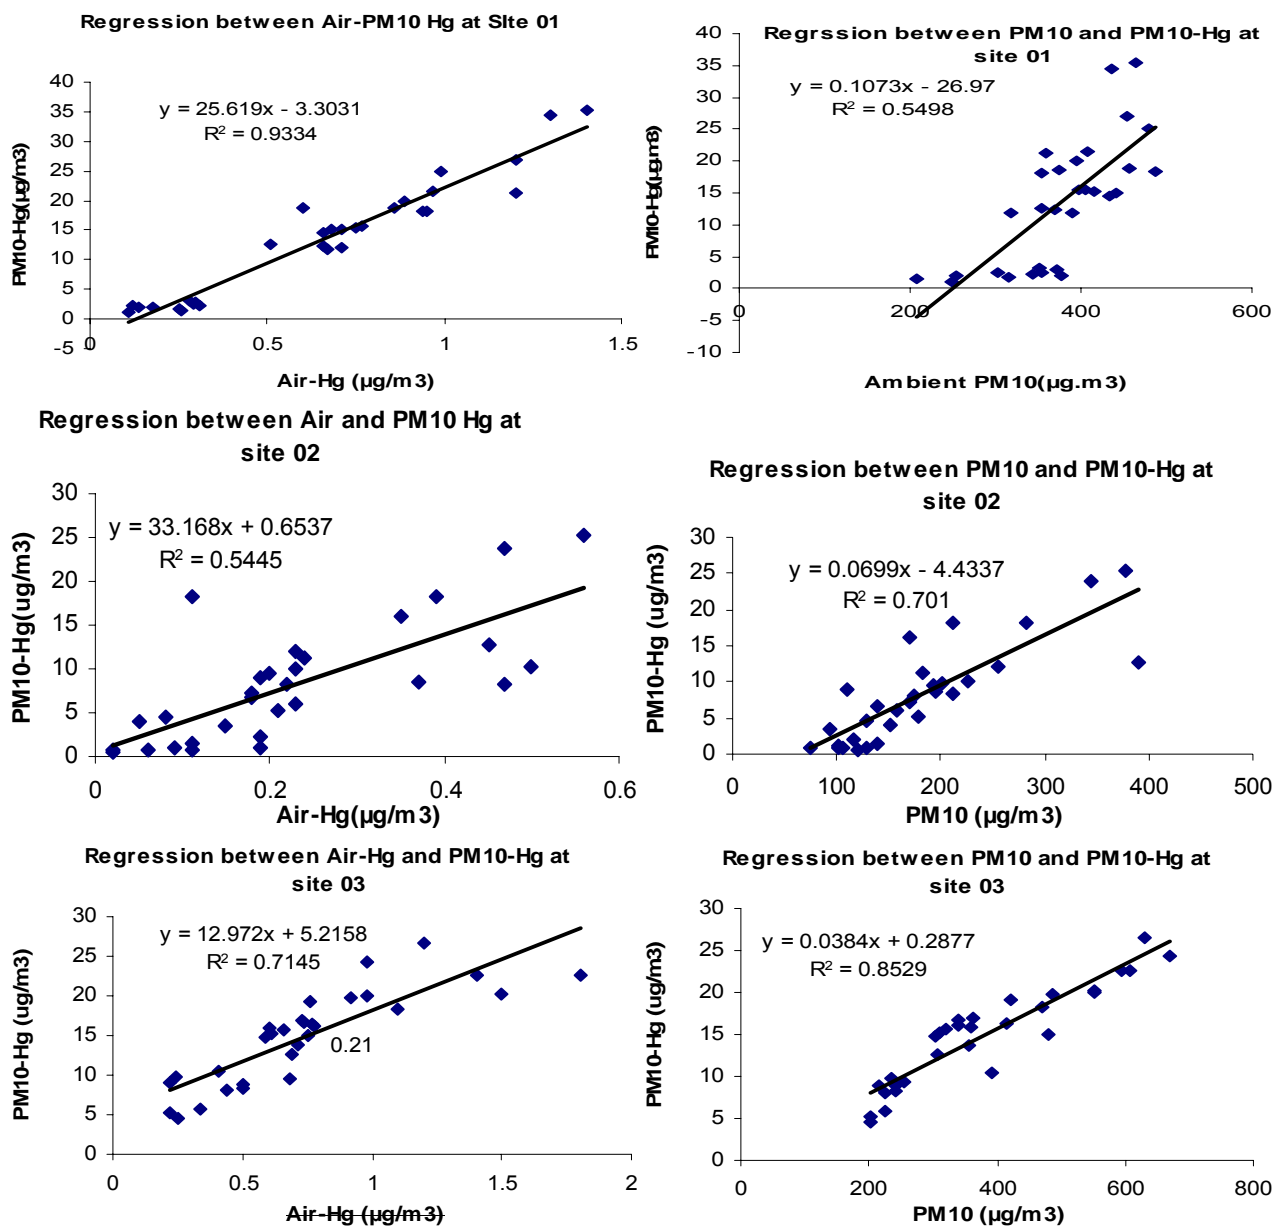 Regression between Air-PM10 Hg at SIte 01
PM10-Hg(µg/m3)
40
35
30
25
20
15
10
5
0
-5
y = 25.619x - 3.3031
R² = 0.9334
0
0.5
1
1.5
Air-Hg (µg/m3)
Regrssion between PM10 and PM10-Hg at
site 01
PM10-Hg(µg.m3)
40
35
30
25
20
15
10
5
0
-5
-10
y = 0.1073x - 26.97
R² = 0.5498
0
200
400
600
Ambient PM10(µg.m3)
Regression between Air and PM10 Hg at
site 02
PM10-Hg(ug/m3)
30
25
20
15
10
5
0
y = 33.168x + 0.6537
R² = 0.5445
0
0.2
0.4
0.6
Air-Hg(µg/m3)
Regression between PM10 and PM10-Hg at
site 02
PM10-Hg (ug/m3)
30
25
20
15
10
5
0
y = 0.0699x - 4.4337
R² = 0.701
0
100
200
300
400
500
PM10 (µg/m3)
Regression between Air-Hg and PM10-Hg at
site 03
PM10-Hg (ug/m3)
30
25
20
15
10
5
0
y = 12.972x + 5.2158
R² = 0.7145
0.21
0
0.5
1
1.5
2
Air-Hg (µg/m3)
Regression between PM10 and PM10-Hg at
site 03
PM10-Hg (ug/m3)
30
25
20
15
10
5
0
y = 0.0384x + 0.2877
R² = 0.8529
0
200
400
600
800
PM10 (µg/m3)